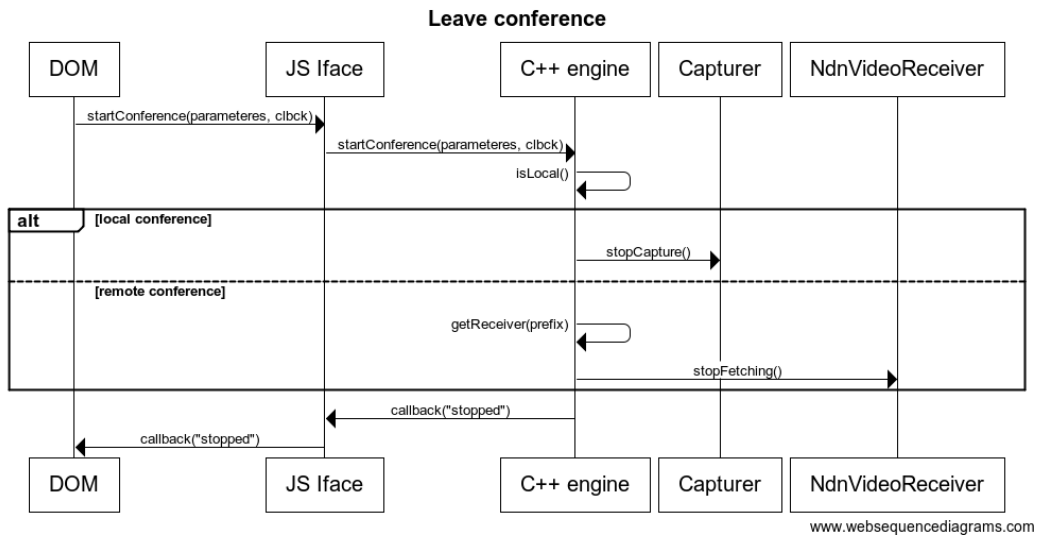 Leave conference
DOM
JS Iface
C++ engine
Capturer
NdnVideoReceiver
startConference(parameteres, clbck)
startConference(parameteres, clbck)
isLocal()
alt
[local conference]
stopCapture()
[remote conference]
getReceiver(prefix)
stopFetching()
callback("stopped")
callback("stopped")
DOM
JS Iface
C++ engine
Capturer
NdnVideoReceiver
www.websequencediagrams.com